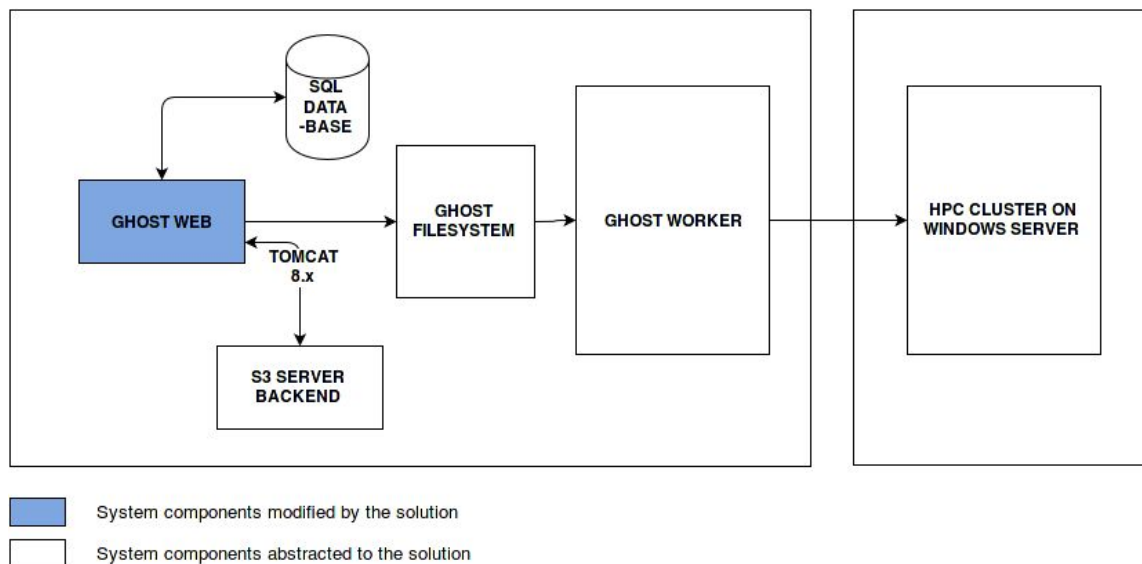 SQL
DATA
-BASE
GHOST WEB
GHOST
FILESYSTEM
GHOST WORKER
HPC CLUSTER ON
WINDOWS SERVER
TOMCAT
8.x
S3 SERVER
BACKEND
System components modified by the solution
System components abstracted to the solution